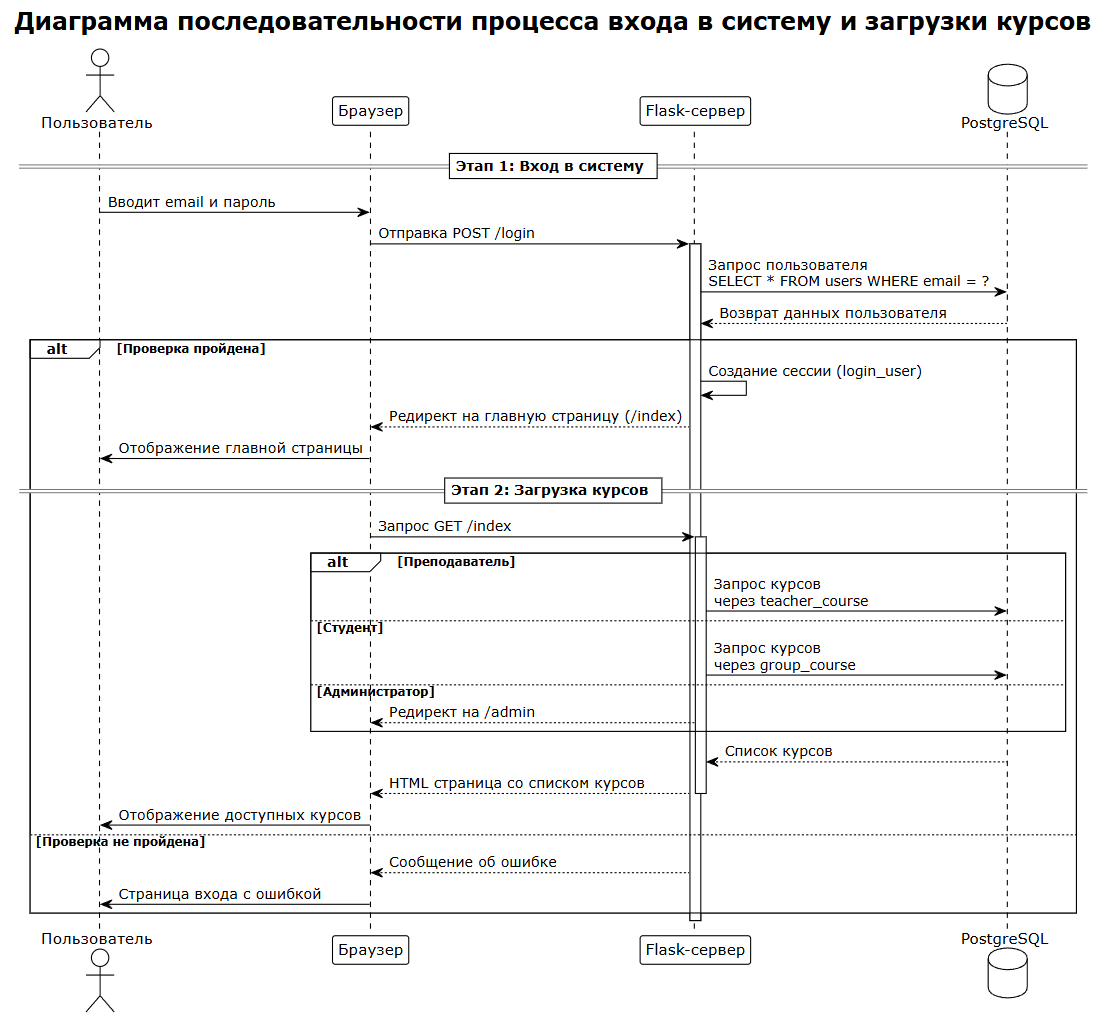 Диаграмма последовательности процесса входа в систему и загрузки курсов
Пользователь
Браузер
Flask-сервер
PostgreSQL
Этап 1: Вход в систему
Вводит email и пароль
Отправка POST /login
Запрос пользователя
SELECT * FROM users WHERE email = ?
Возврат данных пользователя
alt
[Проверка пройдена]
Создание сессии (login_user)
Редирект на главную страницу (/index)
Отображение главной страницы
Этап 2: Загрузка курсов
Запрос GET /index
alt
[Преподаватель]
Запрос курсов
через teacher_course
[Студент]
Запрос курсов
через group_course
[Администратор]
Редирект на /admin
Список курсов
HTML страница со списком курсов
Отображение доступных курсов
[Проверка не пройдена]
Сообщение об ошибке
Страница входа с ошибкой
Пользователь
Браузер
Flask-сервер
PostgreSQL